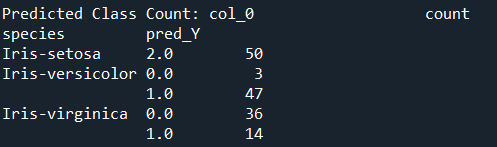 Predicted Class Count: col_0 count
species pred_Y
Iris-setosa 2.0 50
Iris-versicolor 0.0 3
1.0 47
Iris-virginica 0.0 36
1.0 14